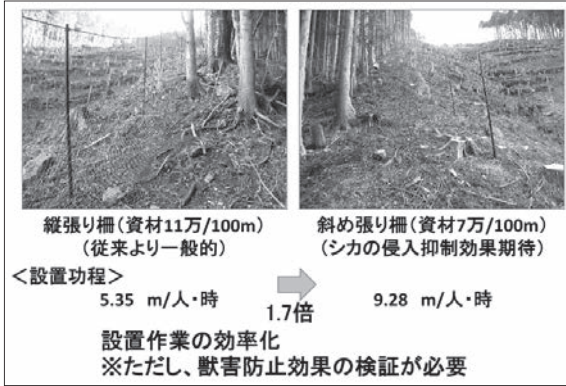 縦張り柵(資材11万/100m)
(従来より一般的)
斜め張り柵(資材7万/100m)
(シカの侵入抑制効果期待)
<設置功程>
5.35 m/人・時
1.7倍
9.28 m/人・時
設置作業の効率化
※ただし、獣害防止効果の検証が必要